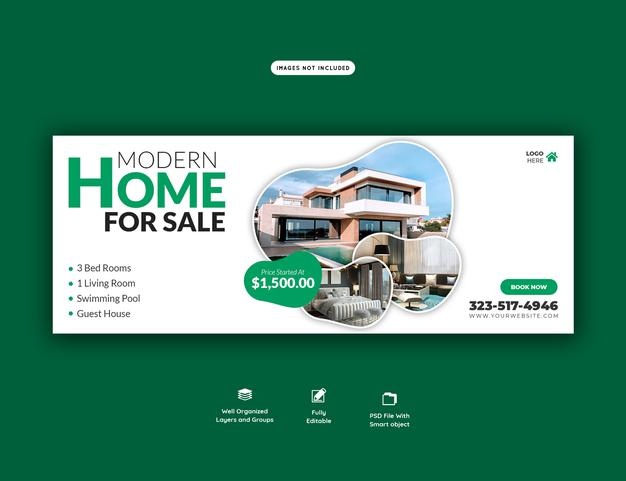 IMAGES NOT INCLUDED
MODERN
HOME
FOR SALE
3 Bed Rooms
1 Living Room
Swimming Pool
Guest House
Price Started At
$1,500.00
LOGO
HERE
BOOK NOW
323-517-4946
WWW.YOURWEBSITE.COM
Well Organized
Layers and Groups
Fully
Editable
PSD File With
Smart object